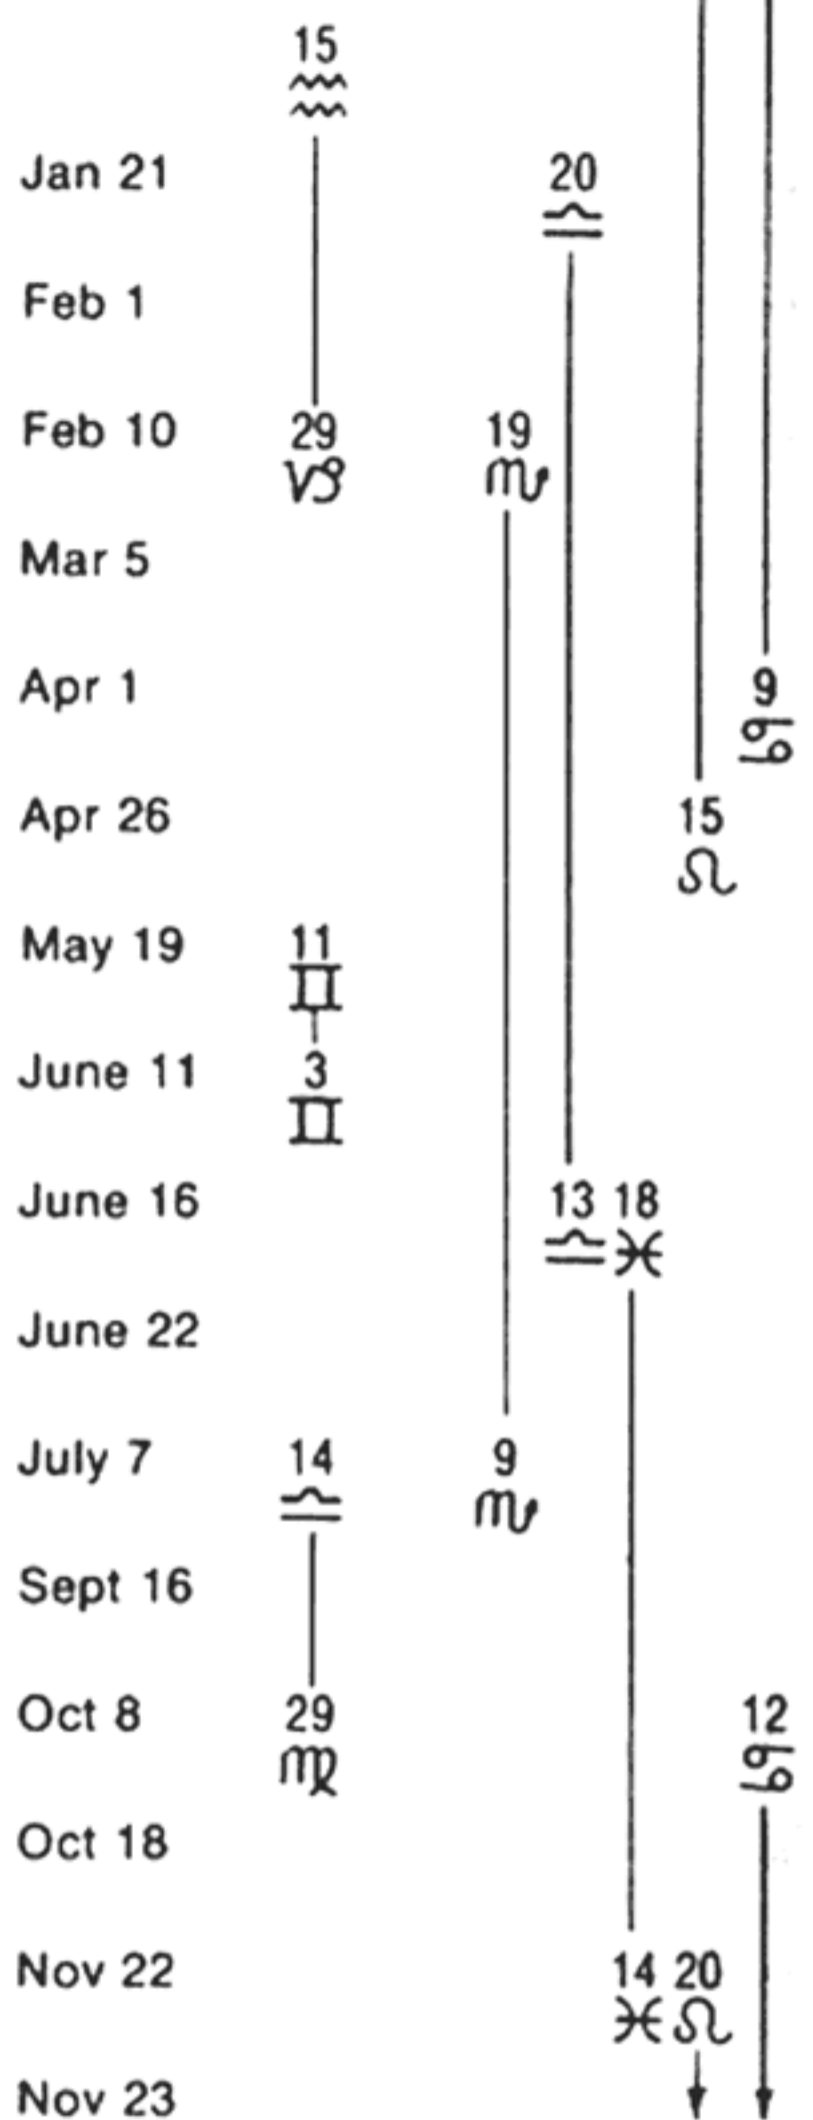 15
♒
Jan 21 20
♎
Feb 1
Feb 10 29 19
♑ ♏
Mar 5
Apr 1 9
♋
Apr 26 15
♌
May 19 11
♊
June 11 3
♊
June 16 13 18
♎ ♓
June 22
July 7 14 9
♎ ♏
Sept 16
Oct 8 29 12
♍ ♋
Oct 18
Nov 22 14 20
♓ ♌
Nov 23